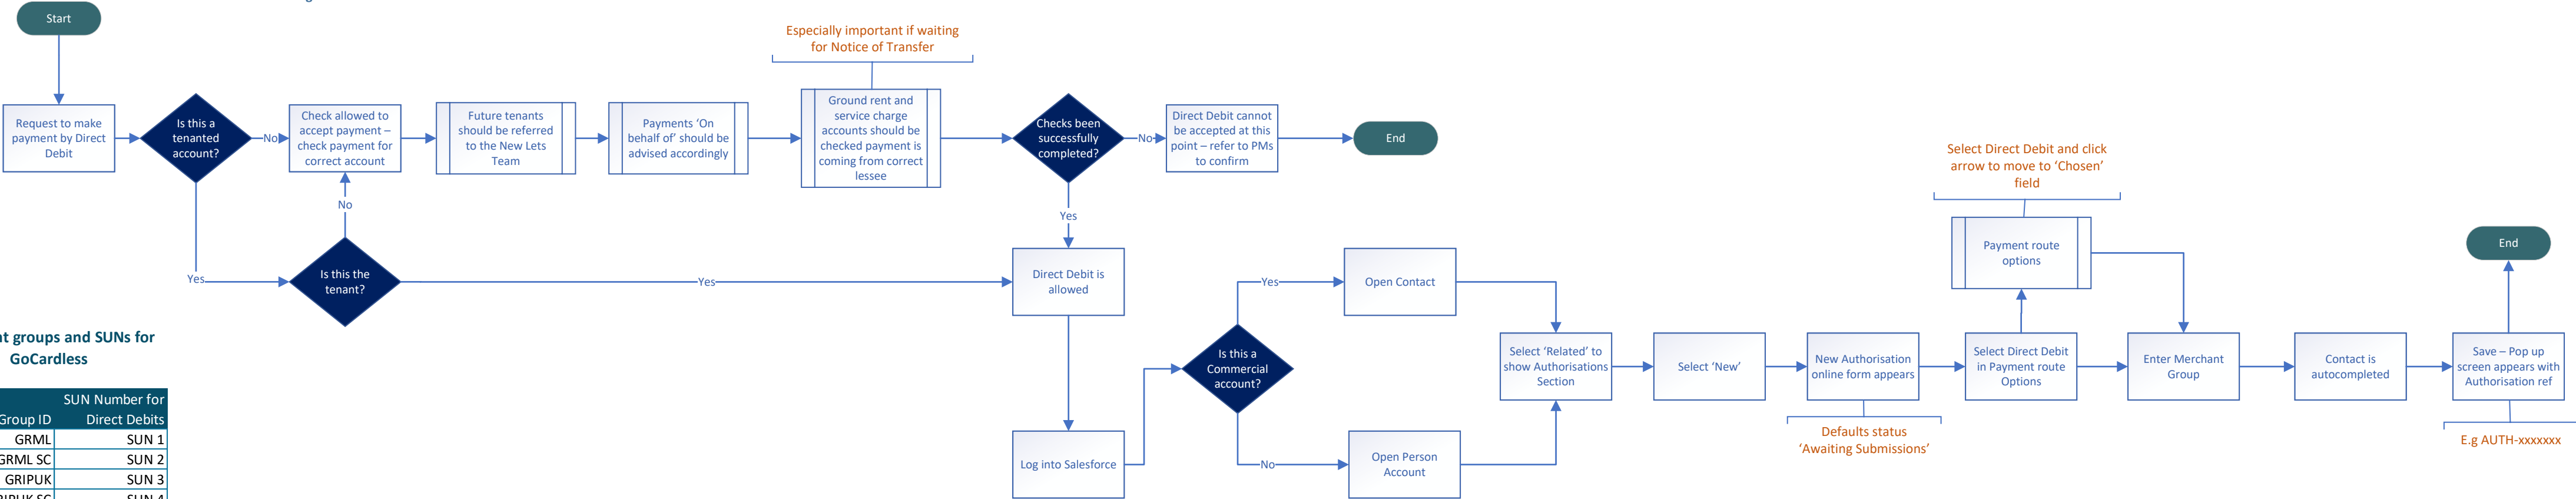 Start
Request to make
payment by Direct
Debit
Is this a
tenanted
account?
No
Yes
Check allowed to
accept payment –
check payment for
correct account
Future tenants
should be referred
to the New Lets
Team
Payments ‘On
behalf of’ should be
advised accordingly
Especially important if waiting
for Notice of Transfer
Ground rent and
service charge
accounts should be
checked payment is
coming from correct
lessee
Checks been
successfully
completed?
No
Direct Debit cannot
be accepted at this
point – refer to PMs
to confirm
End
Yes
No
Is this the
tenant?
Yes
Direct Debit is
allowed
Log into Salesforce
Is this a
Commercial
account?
Yes
Open Contact
No
Open Person
Account
Select ‘Related’ to
show Authorisations
Section
Select ‘New’
New Authorisation
online form appears
Defaults status
‘Awaiting Submissions’
Select Direct Debit
in Payment route
Options
Select Direct Debit and click
arrow to move to ‘Chosen’
field
Payment route
options
Enter Merchant
Group
Contact is
autocompleted
Save – Pop up
screen appears with
Authorisation ref
End
E.g AUTH-xxxxxxx
groups and SUNs for
GoCardless
Group ID
SUN Number for
Direct Debits
GRML SUN 1
GRML SC SUN 2
GRIPUK SUN 3
SUN 4